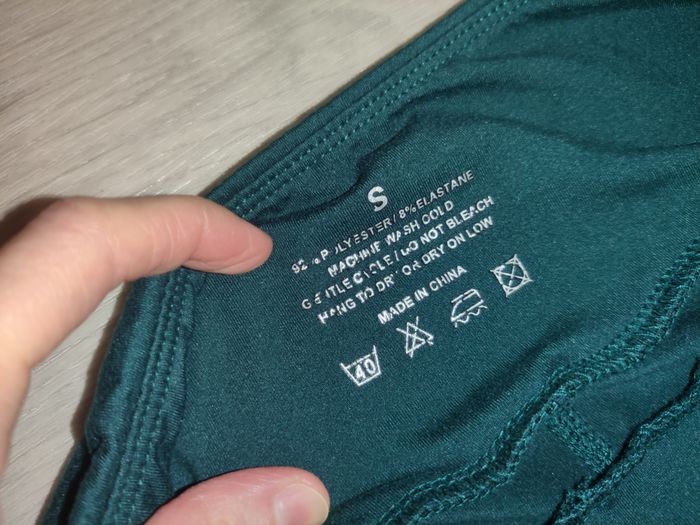 S
92% POLYESTER / 8% ELASTANE
MACHINE WASH COLD
GENTLE CYCLE / DO NOT BLEACH
HANG TO DRY OR DRY ON LOW
MADE IN CHINA
40